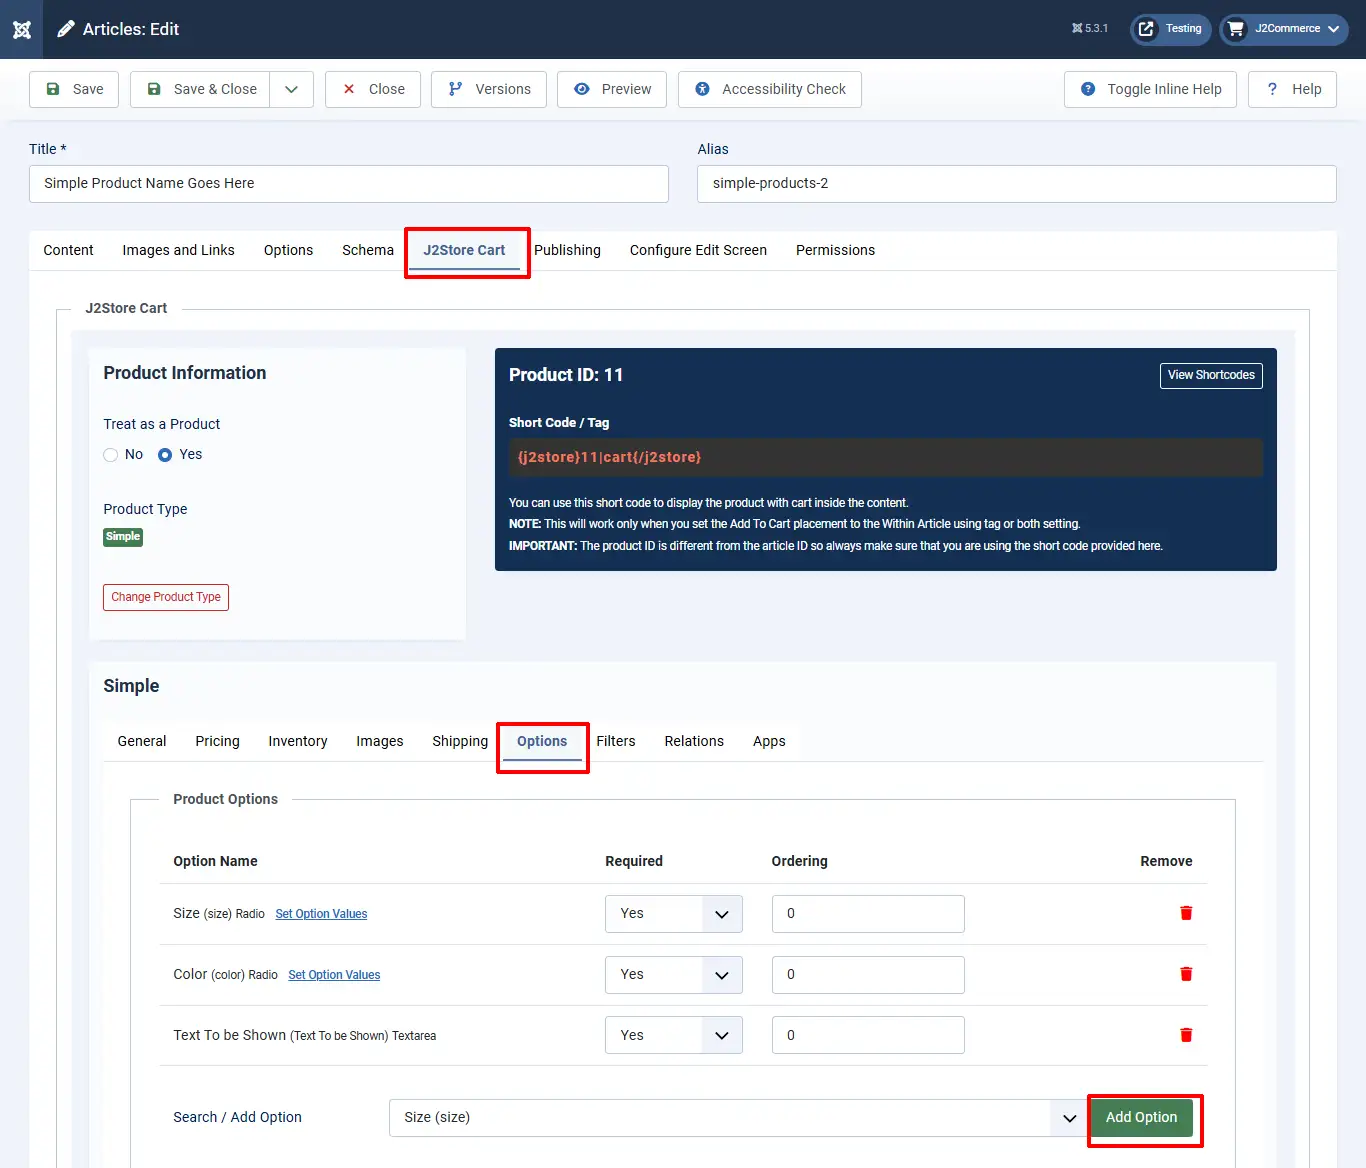 Articles: Edit
5.3.1
Testing
J2Commerce
Save
Save & Close
Close
Versions
Preview
Accessibility Check
Toggle Inline Help
? Help
Title *
Alias
Simple Product Name Goes Here
simple-products-2
Content
Images and Links
Options
Schema
J2Store Cart
Publishing
Configure Edit Screen
Permissions
J2Store Cart
Product Information
Treat as a Product
No
Yes
Product Type
Simple
Change Product Type
Product ID: 11
View Shortcodes
Short Code / Tag
{j2store}11|cart{/j2store}
You can use this short code to display the product with cart inside the content.
NOTE: This will work only when you set the Add To Cart placement to the Within Article using tag or both setting.
IMPORTANT: The product ID is different from the article ID so always make sure that you are using the short code provided here.
Simple
General
Pricing
Inventory
Images
Shipping
Options
Filters
Relations
Apps
Product Options
Option Name
Required
Ordering
Remove
Size (size) Radio Set Option Values
Yes
0
Color (color) Radio Set Option Values
Yes
0
Text To be Shown (Text To be Shown) Textarea
Yes
0
Search / Add Option
Size (size)
Add Option